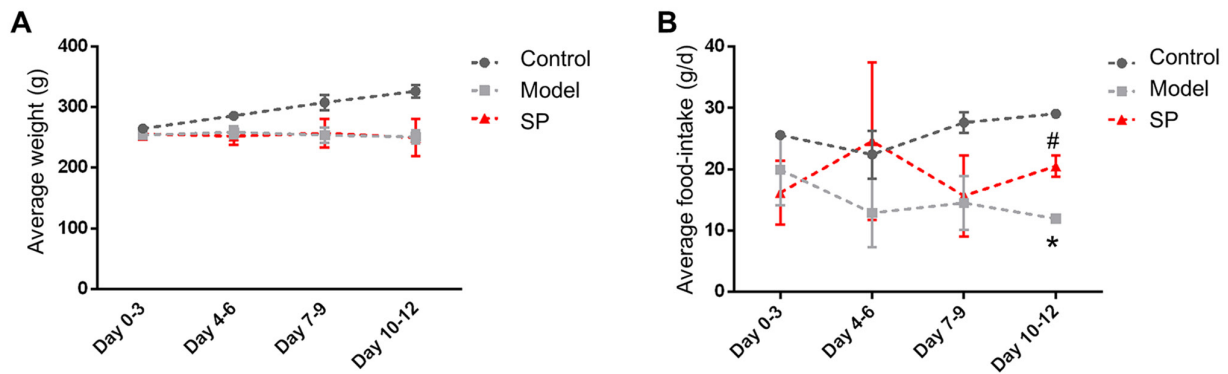 A
Average weight (g)
400
300
200
100
0
Day 0-3
Day 4-6
Day 7-9
Day 10-12
Control
Model
SP
B
Average food-intake (g/d)
40
30
20
10
0
Day 0-3
Day 4-6
Day 7-9
Day 10-12
#
*
Control
Model
SP